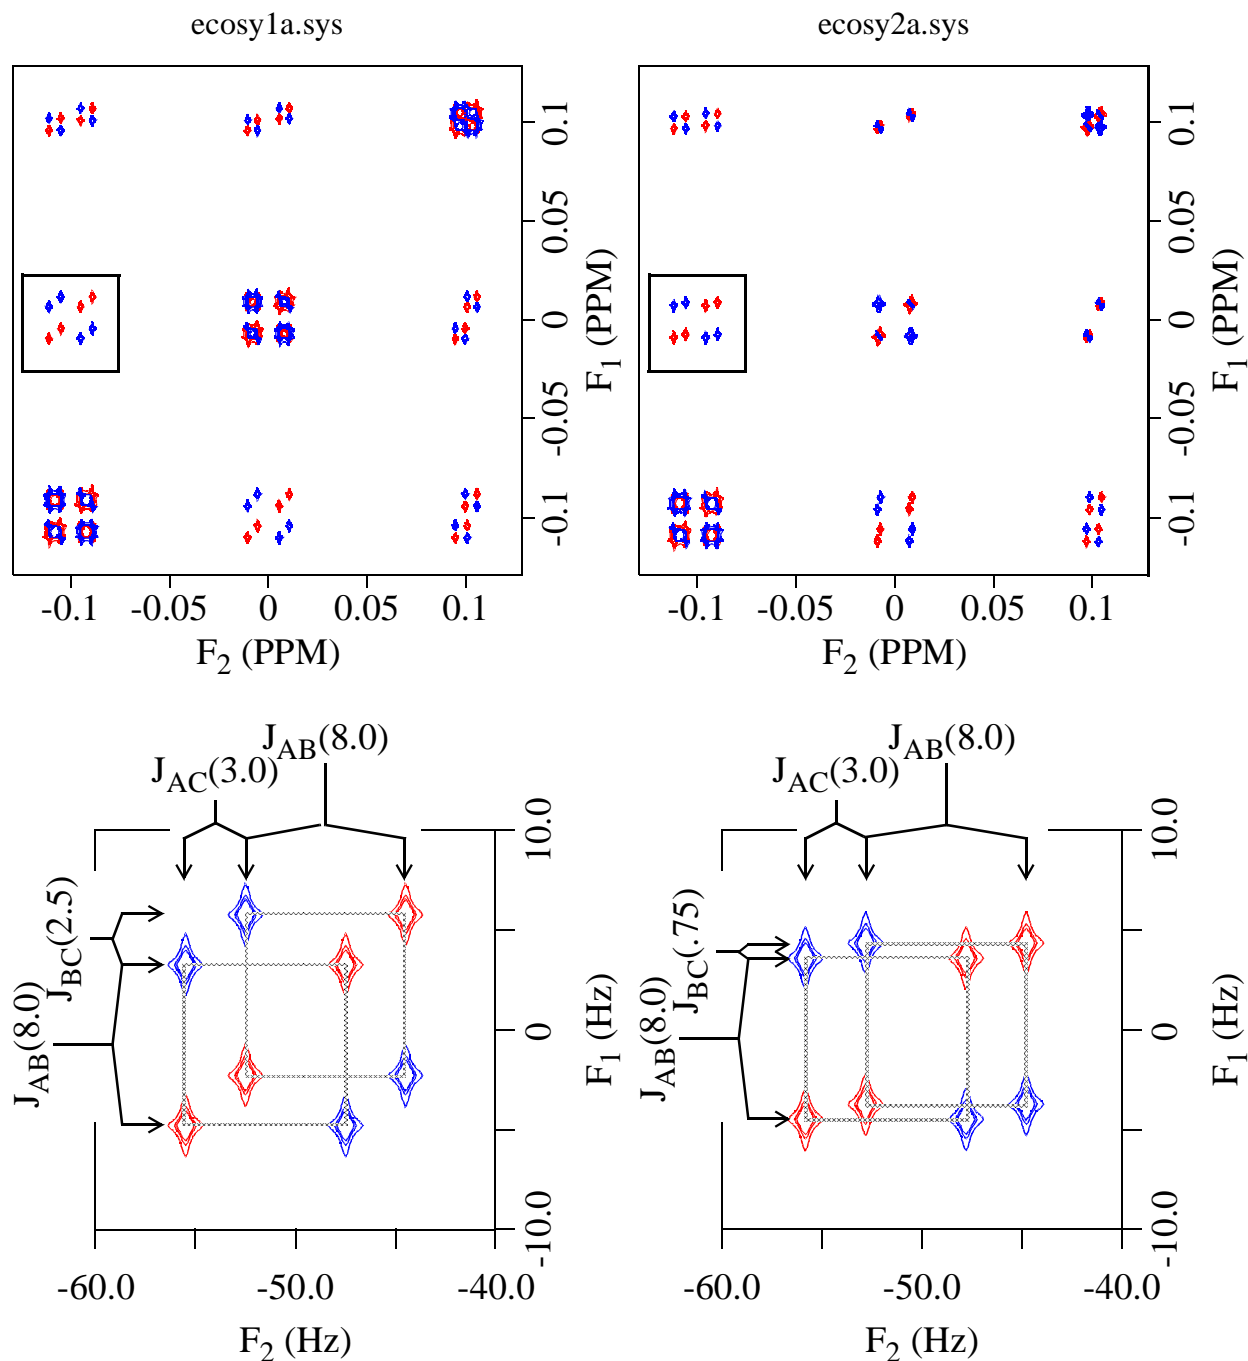 ecosy1a.sys
ecosy2a.sys
0.1
0.05
0
-0.05
-0.1
F1 (PPM)
-0.1 -0.05 0 0.05 0.1
F2 (PPM)
0.1
0.05
0
-0.05
-0.1
F1 (PPM)
-0.1 -0.05 0 0.05 0.1
F2 (PPM)
JAB(8.0)
JAC(3.0)
JBC(2.5)
JAB(8.0)
10.0
0
-10.0
F1 (Hz)
-60.0 -50.0 -40.0
F2 (Hz)
JAB(8.0)
JAC(3.0)
JBC(.75)
JAB(8.0)
10.0
0
-10.0
F1 (Hz)
-60.0 -50.0 -40.0
F2 (Hz)